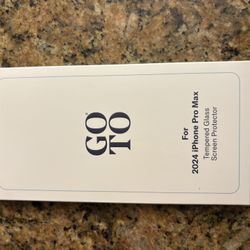 GO
TO
For
2024 iPhone Pro Max
Tempered Glass
Screen Protector